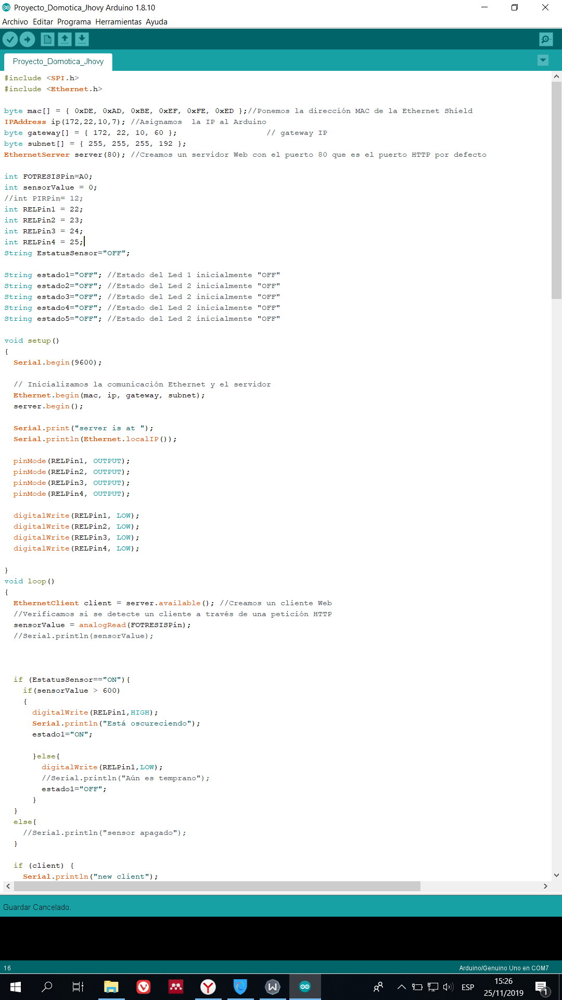 Proyecto_Domotica_Jhovy Arduino 1.8.10
Archivo Editar Programa Herramientas Ayuda
Proyecto_Domotica_Jhovy
#include <SPI.h>
#include <Ethernet.h>
byte mac[] = { 0xDE, 0xAD, 0xBE, 0xEF, 0xFE, 0xED };//Ponemos la dirección MAC de la Ethernet Shield
IPAddress ip(172,22,10,7); //Asignamos  la IP al Arduino
byte gateway[] = { 172, 22, 10, 60 };                   // gateway IP
byte subnet[] = { 255, 255, 255, 192 };
EthernetServer server(80); //Creamos un servidor Web con el puerto 80 que es el puerto HTTP por defecto
int FOTRESISPin=A0;
int sensorValue = 0;
//int PIRPin= 12;
int RELPin1 = 22;
int RELPin2 = 23;
int RELPin3 = 24;
int RELPin4 = 25;
String EstatusSensor="OFF";
String estado1="OFF"; //Estado del Led 1 inicialmente "OFF"
String estado2="OFF"; //Estado del Led 2 inicialmente "OFF"
String estado3="OFF"; //Estado del Led 2 inicialmente "OFF"
String estado4="OFF"; //Estado del Led 2 inicialmente "OFF"
String estado5="OFF"; //Estado del Led 2 inicialmente "OFF"
void setup()
{
  Serial.begin(9600);
  // Inicializamos la comunicación Ethernet y el servidor
  Ethernet.begin(mac, ip, gateway, subnet);
  server.begin();
  Serial.print("server is at ");
  Serial.println(Ethernet.localIP());
  pinMode(RELPin1, OUTPUT);
  pinMode(RELPin2, OUTPUT);
  pinMode(RELPin3, OUTPUT);
  pinMode(RELPin4, OUTPUT);
  digitalWrite(RELPin1, LOW);
  digitalWrite(RELPin2, LOW);
  digitalWrite(RELPin3, LOW);
  digitalWrite(RELPin4, LOW);
}
void loop()
{
  EthernetClient client = server.available(); //Creamos un cliente Web
  //Verificamos si se detecte un cliente a través de una petición HTTP
  sensorValue = analogRead(FOTRESISPin);
  //Serial.println(sensorValue);
  if (EstatusSensor=="ON"){
    if(sensorValue > 600)
    {
      digitalWrite(RELPin1,HIGH);
      Serial.println("Está oscureciendo");
      estado1="ON";
      }else{
        digitalWrite(RELPin1,LOW);
        //Serial.println("Aún es temprano");
        estado1="OFF";
      }
  }
  else{
    //Serial.println("sensor apagado");
  }
  if (client) {
    Serial.println("new client");
Guardar Cancelado.
16
Arduino/Genuino Uno en COM7
ESP
15:26
25/11/2019
1